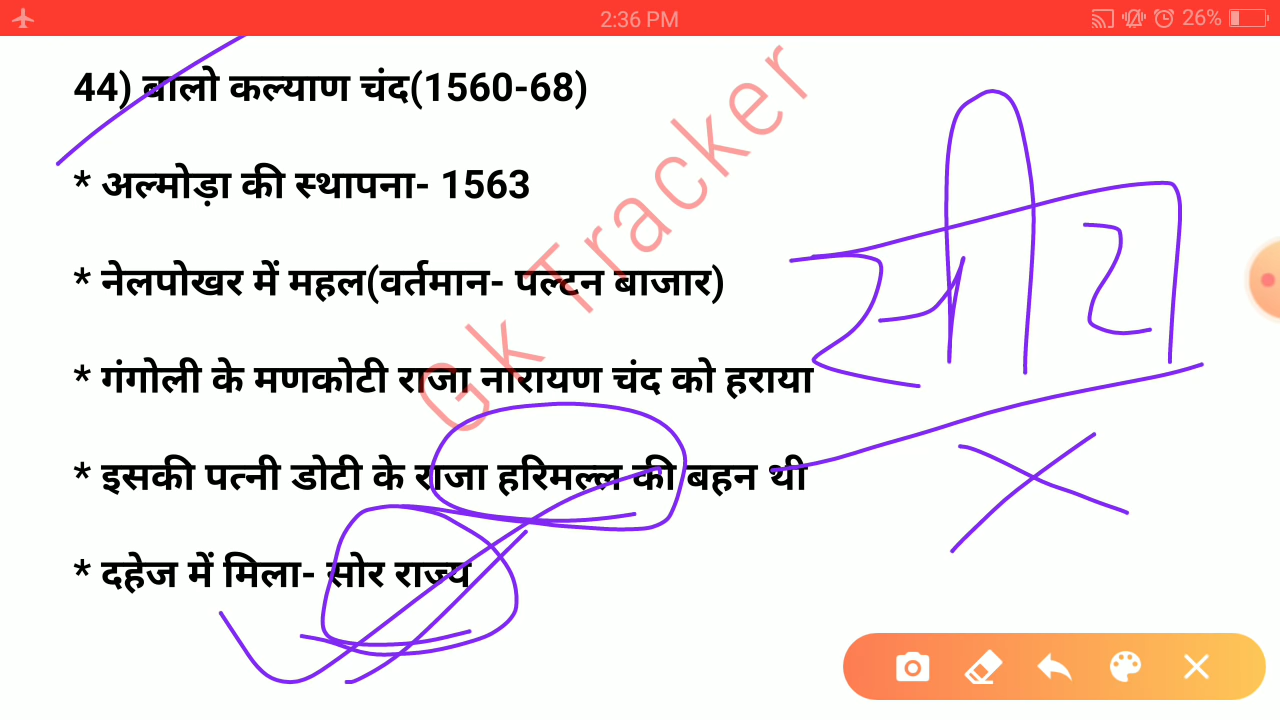 2:36 PM
26%
44) बालो कल्याण चंद(1560-68)
* अल्मोड़ा की स्थापना- 1563
* नेलपोखर में महल(वर्तमान- पल्टन बाजार)
* गंगोली के मणकोटी राजा नारायण चंद को हराया
* इसकी पत्नी डोटी के राजा हरिमल्ल की बहन थी
* दहेज में मिला- सोर राज्य
Gk Tracker